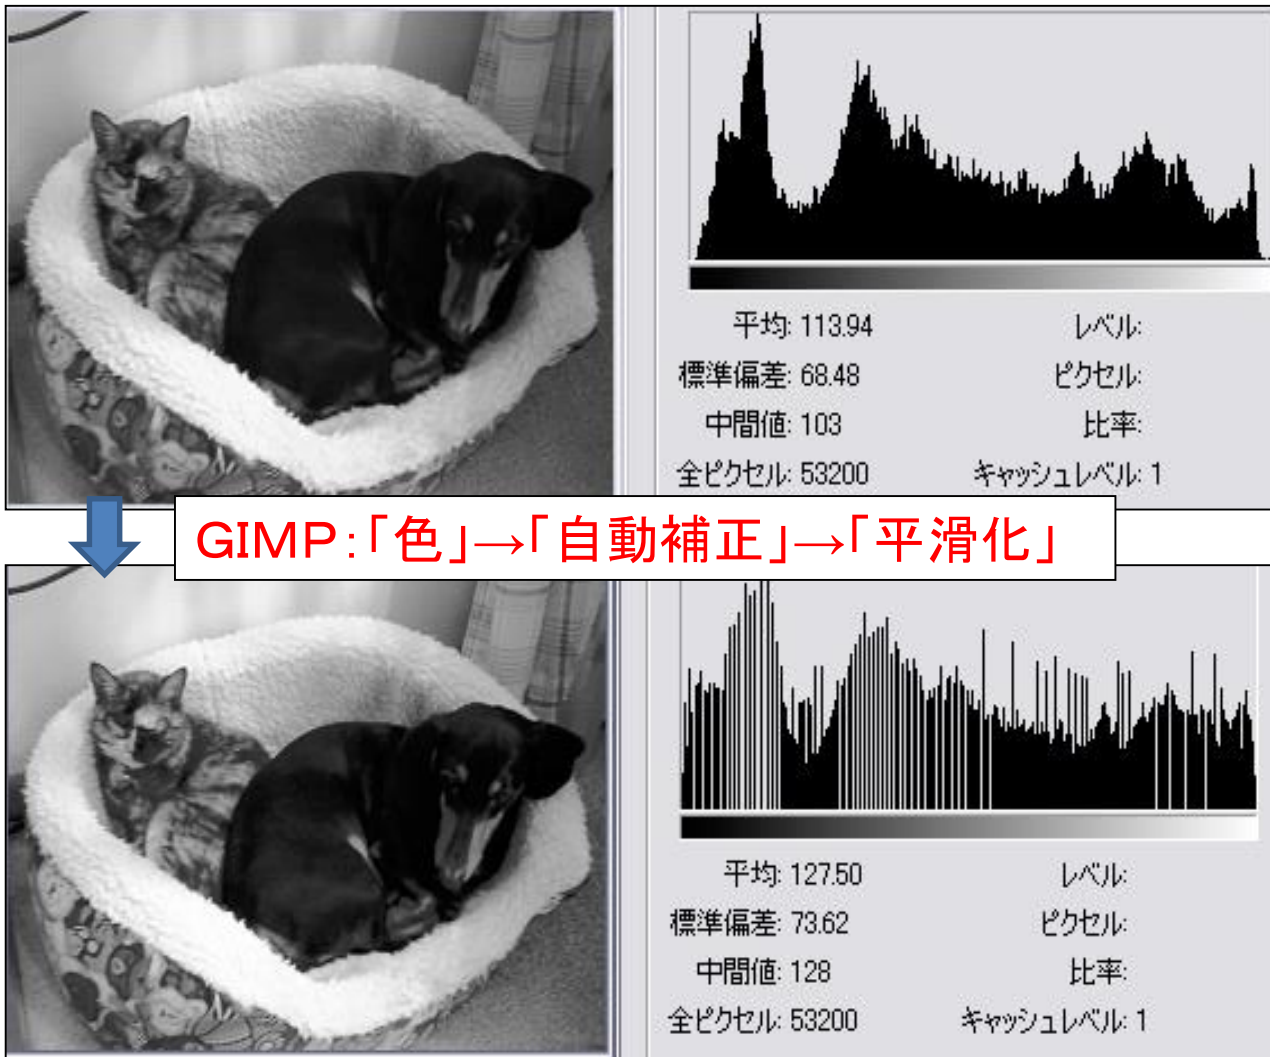 平均: 113.94
レベル:
標準偏差: 68.48
ピクセル:
中間値: 103
比率:
全ピクセル: 53200
キャッシュレベル: 1
GIMP:「色」→「自動補正」→「平滑化」
平均: 127.50
レベル:
標準偏差: 73.62
ピクセル:
中間値: 128
比率:
全ピクセル: 53200
キャッシュレベル: 1